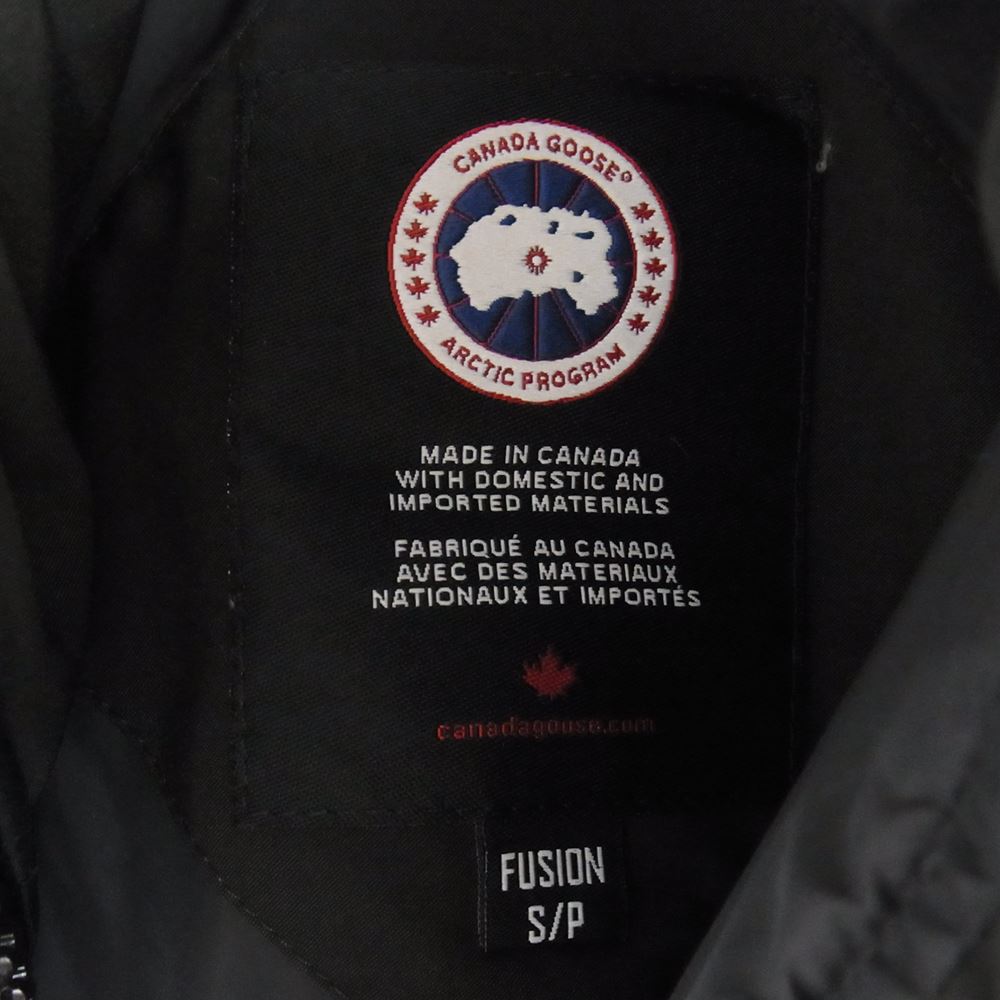 CANADA GOOSE®
ARCTIC PROGRAM
MADE IN CANADA
WITH DOMESTIC AND
IMPORTED MATERIALS
FABRIQUÉ AU CANADA
AVEC DES MATERIAUX
NATIONAUX ET IMPORTÉS
canadagoose.com
FUSION
S/P